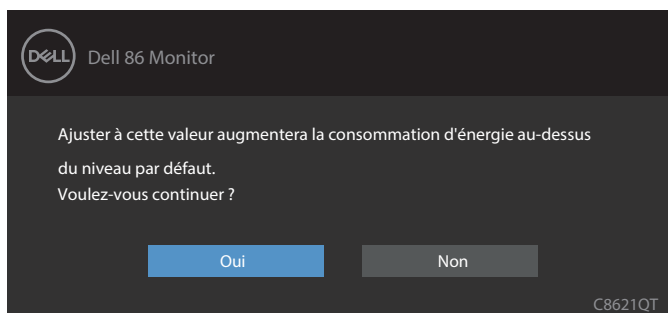 DELL Dell 86 Monitor
Ajuster à cette valeur augmentera la consommation d'énergie au-dessus
du niveau par défaut.
Voulez-vous continuer ?
Oui Non
C8621QT